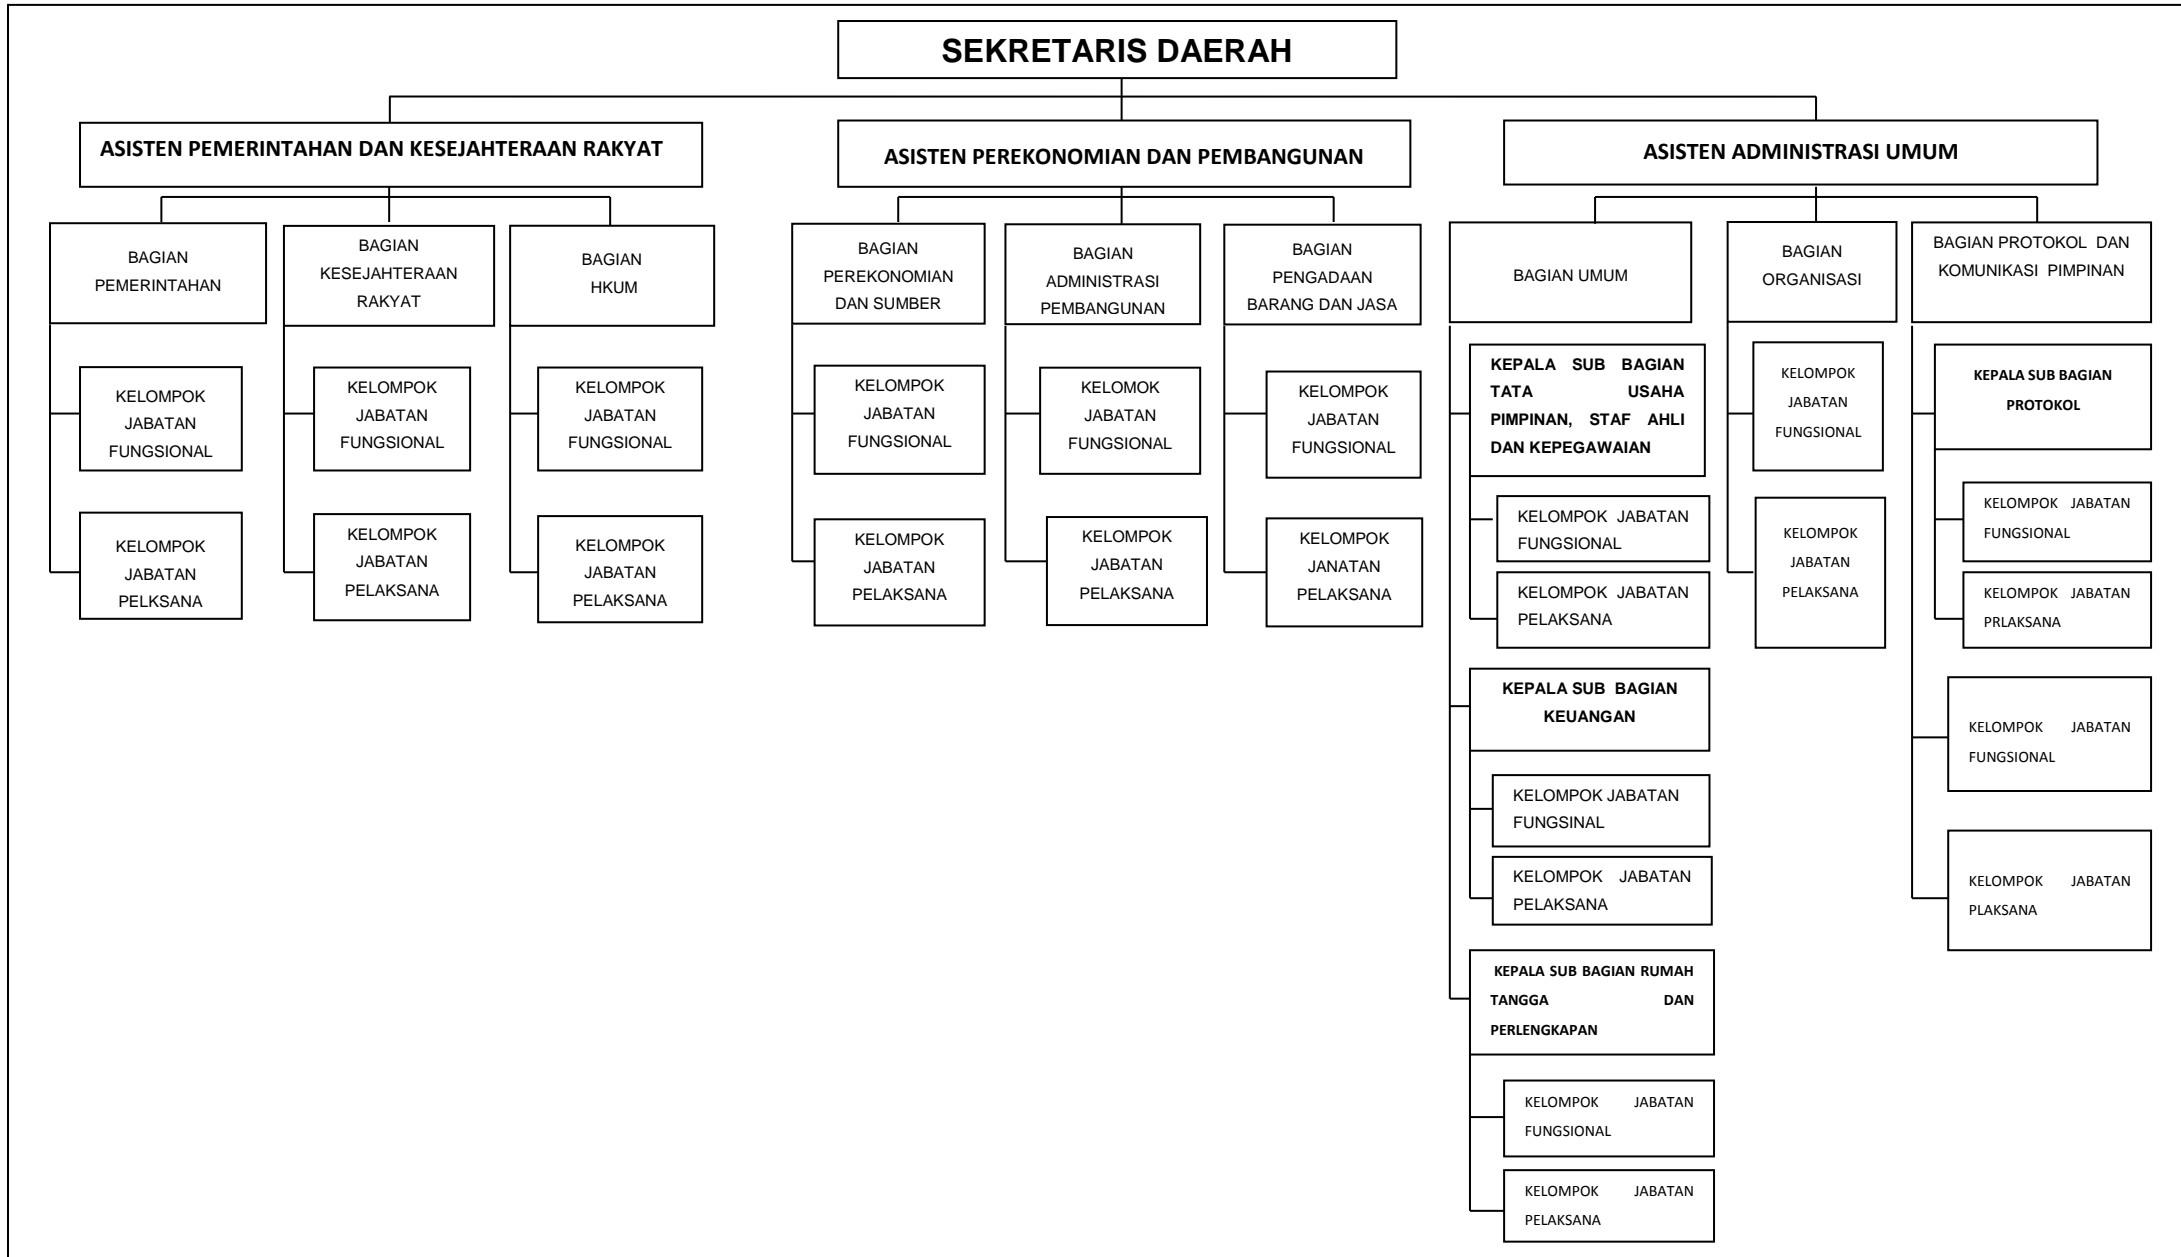 SEKRETARIS DAERAH
ASISTEN PEMERINTAHAN DAN KESEJAHTERAAN RAKYAT
ASISTEN PEREKONOMIAN DAN PEMBANGUNAN
ASISTEN ADMINISTRASI UMUM
BAGIAN
PEMERINTAHAN
BAGIAN
KESEJAHTERAAN
RAKYAT
BAGIAN
HKUM
BAGIAN
PEREKONOMIAN
DAN SUMBER
BAGIAN
ADMINISTRASI
PEMBANGUNAN
BAGIAN
PENGADAAN
BARANG DAN JASA
BAGIAN UMUM
BAGIAN
ORGANISASI
BAGIAN PROTOKOL DAN
KOMUNIKASI PIMPINAN
KELOMPOK
JABATAN
FUNGSIONAL
KELOMPOK
JABATAN
PELKSANA
KELOMPOK
JABATAN
FUNGSIONAL
KELOMPOK
JABATAN
PELAKSANA
KELOMPOK
JABATAN
FUNGSIONAL
KELOMPOK
JABATAN
PELAKSANA
KELOMPOK
JABATAN
FUNGSIONAL
KELOMPOK
JABATAN
PELAKSANA
KELOMOK
JABATAN
FUNGSIONAL
KELOMPOK
JABATAN
PELAKSANA
KELOMPOK
JABATAN
FUNGSIONAL
KELOMPOK
JANATAN
PELAKSANA
KEPALA SUB BAGIAN
TATA USAHA
PIMPINAN, STAF AHLI
DAN KEPEGAWAIAN
KELOMPOK JABATAN
FUNGSIONAL
KELOMPOK JABATAN
PELAKSANA
KEPALA SUB BAGIAN
KEUANGAN
KELOMPOK JABATAN
FUNGSINAL
KELOMPOK JABATAN
PELAKSANA
KEPALA SUB BAGIAN RUMAH
TANGGA DAN
PERLENGKAPAN
KELOMPOK JABATAN
FUNGSIONAL
KELOMPOK JABATAN
PELAKSANA
KELOMPOK
JABATAN
FUNGSIONAL
KELOMPOK
JABATAN
PELAKSANA
KEPALA SUB BAGIAN
PROTOKOL
KELOMPOK JABATAN
FUNGSIONAL
KELOMPOK JABATAN
PRLAKSANA
KELOMPOK JABATAN
FUNGSIONAL
KELOMPOK JABATAN
PLAKSANA